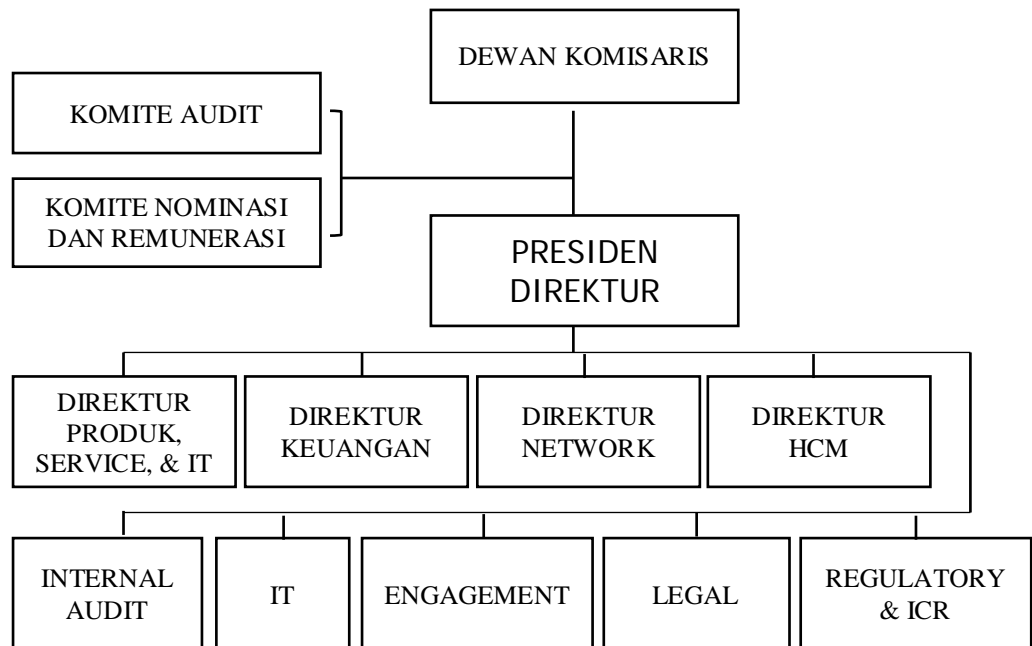 DEWAN KOMISARIS
KOMITE AUDIT
KOMITE NOMINASI
DAN REMUNERASI
PRESIDEN
DIREKTUR
DIREKTUR
PRODUK,
SERVICE, & IT
DIREKTUR
KEUANGAN
DIREKTUR
NETWORK
DIREKTUR
HCM
INTERNAL
AUDIT
IT
ENGAGEMENT
LEGAL
REGULATORY
& ICR